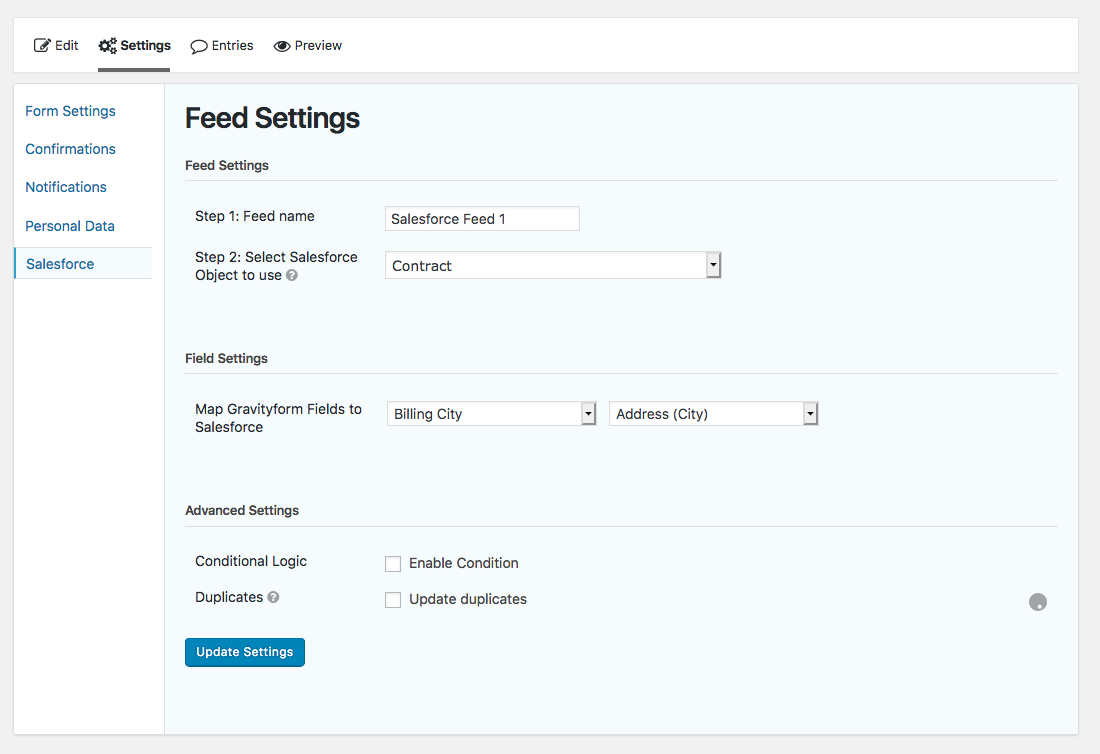 Edit Settings Entries Preview
Form Settings
Confirmations
Notifications
Personal Data
Salesforce
Feed Settings
Feed Settings
Step 1: Feed name
Salesforce Feed 1
Step 2: Select Salesforce
Object to use ?
Contract
Field Settings
Map Gravityform Fields to
Salesforce
Billing City
Address (City)
Advanced Settings
Conditional Logic
Enable Condition
Duplicates ?
Update duplicates
Update Settings